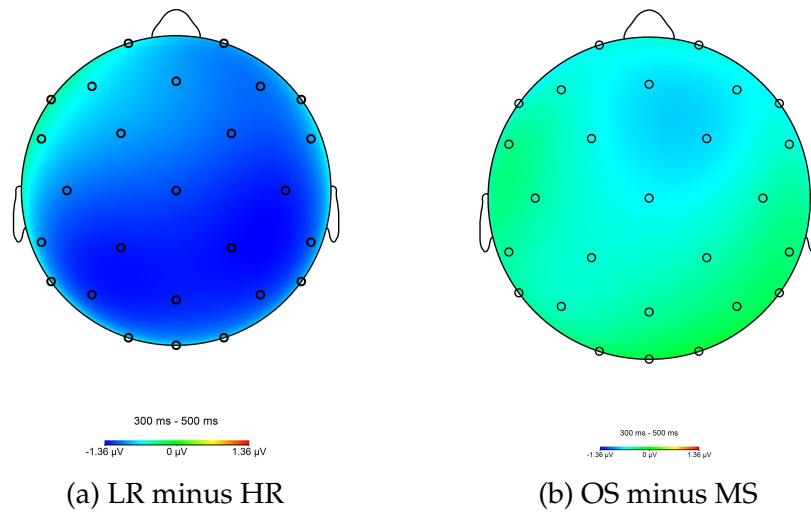 300 ms - 500 ms
-1.36 µV 0 µV 1.36 µV
(a) LR minus HR
300 ms - 500 ms
-1.36 µV 0 µV 1.36 µV
(b) OS minus MS